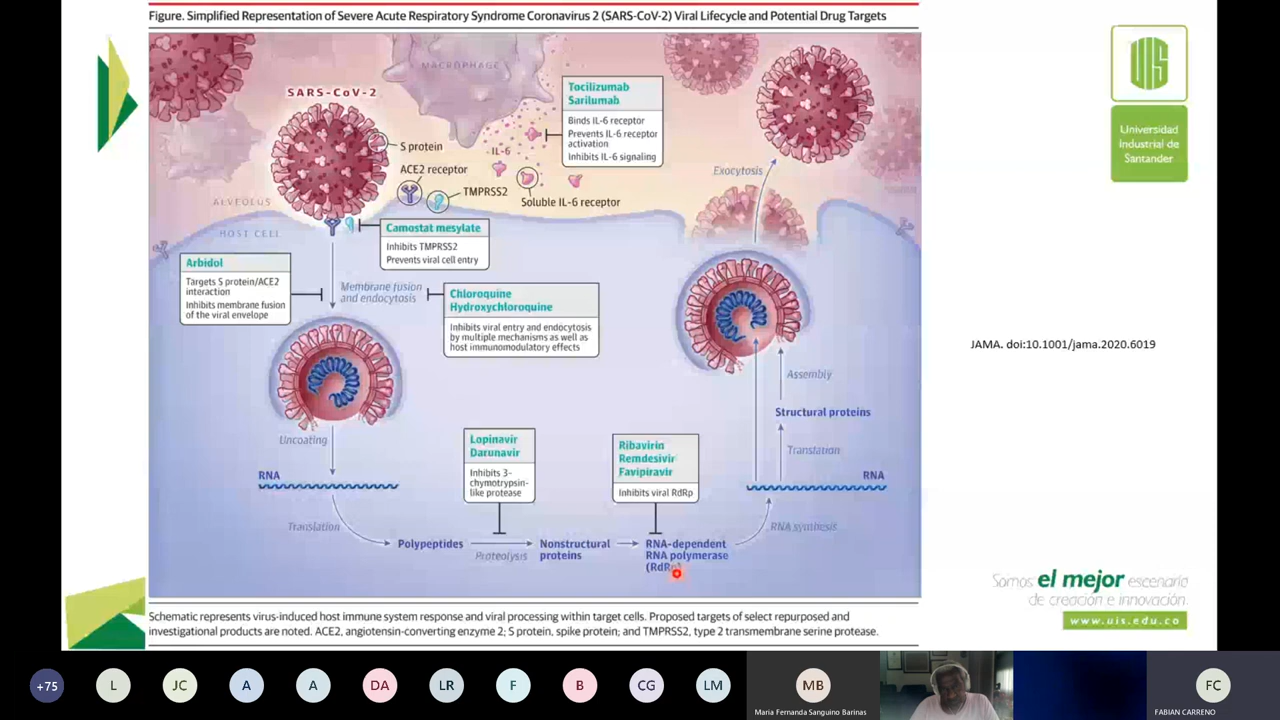 Figure. Simplified Representation of Severe Acute Respiratory Syndrome Coronavirus 2 (SARS-CoV-2) Viral Lifecycle and Potential Drug Targets
MACROPHAGE
SARS-CoV-2
S protein
ACE2 receptor
TMPRSS2
IL-6
Soluble IL-6 receptor
Tocilizumab
Sarilumab
Binds IL-6 receptor
Prevents IL-6 receptor
activation
Inhibits IL-6 signaling
Exocytosis
ALVEOLUS
HOST CELL
Camostat mesylate
Inhibits TMPRSS2
Prevents viral cell entry
Arbidol
Targets S protein/ACE2
interaction
Inhibits membrane fusion
of the viral envelope
Membrane fusion
and endocytosis
Chloroquine
Hydroxychloroquine
Inhibits viral entry and endocytosis
by multiple mechanisms as well as
host immunomodulatory effects
Uncoating
RNA
Translation
Polypeptides
Proteolysis
Lopinavir
Darunavir
Inhibits 3-
chymotrypsin-
like protease
Nonstructural
proteins
Ribavirin
Remdesivir
Favipiravir
Inhibits viral RdRp
RNA-dependent
RNA polymerase
RNA synthesis
RNA
Translation
Structural proteins
Assembly
Schematic represents virus-induced host immune system response and viral processing within target cells. Proposed targets of select repurposed and
investigational products are noted. ACE2, angiotensin-converting enzyme 2; S protein, spike protein; and TMPRSS2, type 2 transmembrane serine protease.
UIS
Universidad
Industrial de
Santander
JAMA. doi:10.1001/jama.2020.6019
Somos el mejor escenario
de creación e innovación.
www.uis.edu.co
+75
L
JC
A
A
DA
LR
F
B
CG
LM
MB
Maria Fernanda Sanguino Barinas
FC
FABIAN CARRENO